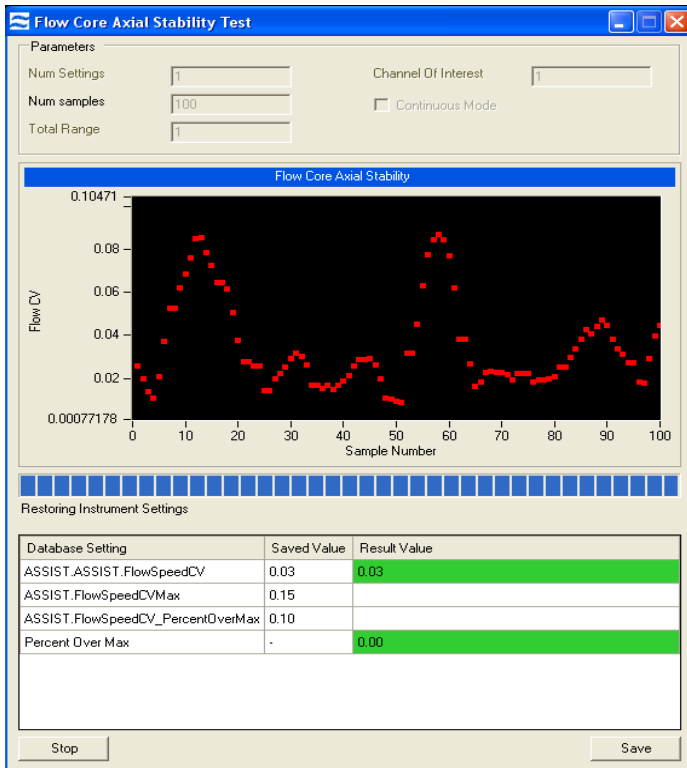 Flow Core Axial Stability Test
Parameters
Num Settings 1 Channel Of Interest 1
Num samples 100 Continuous Mode
Total Range 1
Flow Core Axial Stability
0.10471
0.08
0.06
0.04
0.02
0.00077178
Flow CV
0 10 20 30 40 50 60 70 80 90 100
Sample Number
Restoring Instrument Settings
Database Setting Saved Value Result Value
ASSIST.ASSIST.FlowSpeedCV 0.03 0.03
ASSIST.FlowSpeedCVMax 0.15
ASSIST.FlowSpeedCV_PercentOverMax 0.10
Percent Over Max - 0.00
Stop Save